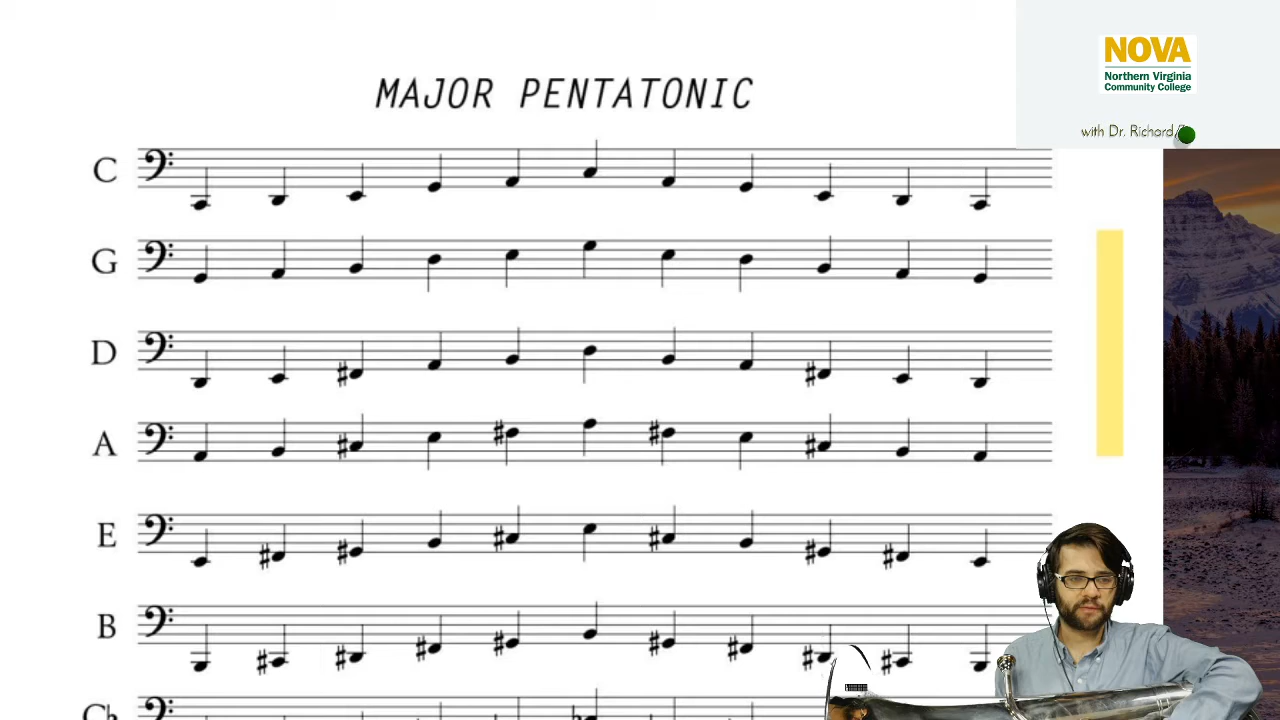 NOVA
Northern Virginia
Community College
with Dr. Richard
MAJOR PENTATONIC
C
G
D
A
E
B